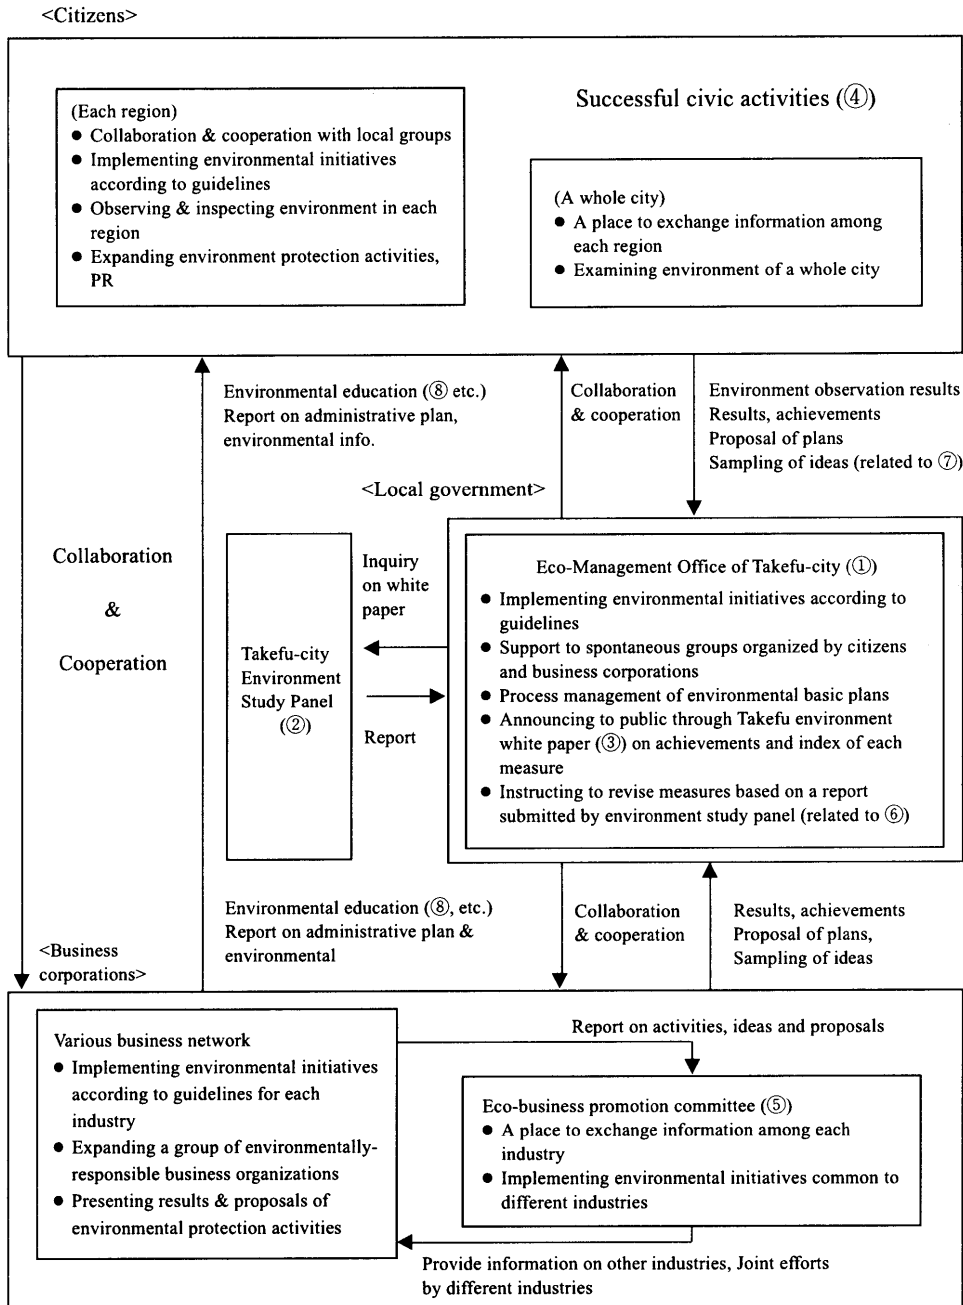 <Citizens>
Successful civic activities (④)
(Each region)
● Collaboration & cooperation with local groups
● Implementing environmental initiatives
according to guidelines
● Observing & inspecting environment in each
region
● Expanding environment protection activities,
PR
(A whole city)
● A place to exchange information among
each region
● Examining environment of a whole city
Environmental education (⑧ etc.)
Report on administrative plan,
environmental info.
Collaboration
& cooperation
Environment observation results
Results, achievements
Proposal of plans
Sampling of ideas (related to ⑦)
<Local government>
Collaboration
&
Cooperation
Takefu-city
Environment
Study Panel
(②)
Inquiry
on white
paper
Report
Eco-Management Office of Takefu-city (①)
● Implementing environmental initiatives according to
guidelines
● Support to spontaneous groups organized by citizens
and business corporations
● Process management of environmental basic plans
● Announcing to public through Takefu environment
white paper (③) on achievements and index of each
measure
● Instructing to revise measures based on a report
submitted by environment study panel (related to ⑥)
Environmental education (⑧, etc.)
Report on administrative plan &
environmental
Collaboration
& cooperation
Results, achievements
Proposal of plans,
Sampling of ideas
<Business
corporations>
Various business network
● Implementing environmental initiatives
according to guidelines for each
industry
● Expanding a group of environmentally-
responsible business organizations
● Presenting results & proposals of
environmental protection activities
Report on activities, ideas and proposals
Eco-business promotion committee (⑤)
● A place to exchange information among each
industry
● Implementing environmental initiatives common to
different industries
Provide information on other industries, Joint efforts
by different industries